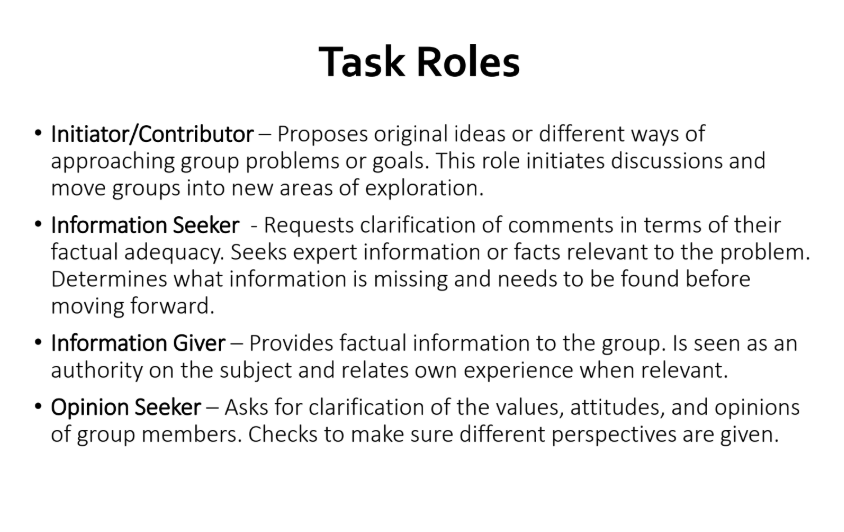 Task Roles
• Initiator/Contributor – Proposes original ideas or different ways of
approaching group problems or goals. This role initiates discussions and
move groups into new areas of exploration.
• Information Seeker  - Requests clarification of comments in terms of their
factual adequacy. Seeks expert information or facts relevant to the problem.
Determines what information is missing and needs to be found before
moving forward.
• Information Giver – Provides factual information to the group. Is seen as an
authority on the subject and relates own experience when relevant.
• Opinion Seeker – Asks for clarification of the values, attitudes, and opinions
of group members. Checks to make sure different perspectives are given.